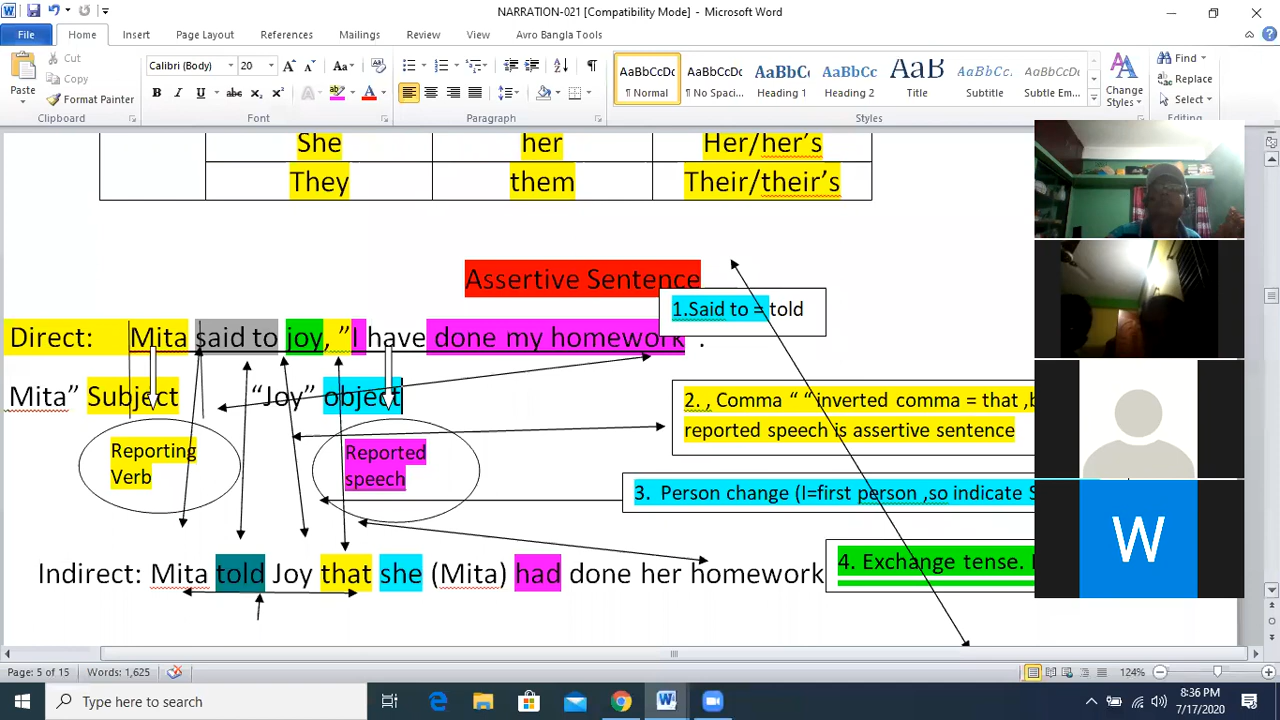 NARRATION-021 [Compatibility Mode] - Microsoft Word
File Home Insert Page Layout References Mailings Review View Avro Bangla Tools
Cut
Copy
Format Painter
Paste
Calibri (Body) 20
AaBbCcDc AaBbCcDc AaBbC AaBbCc AaB AaBbCcL AaBbCcDc
¶ Normal ¶ No Spaci... Heading 1 Heading 2 Title Subtitle Subtle Em...
Change Styles
Find
Replace
Select
Clipboard Font Paragraph Styles Editing
She her Her/her's
They them Their/their's
Assertive Sentence
1.Said to = told
Direct: Mita said to joy, "I have done my homework .
Mita" Subject "Joy" object
2. , Comma " " inverted comma = that ,b
reported speech is assertive sentence
Reporting
Verb
Reported
speech
3. Person change (I=first person ,so indicate S
4. Exchange tense.
Indirect: Mita told Joy that she (Mita) had done her homework
W
Page: 5 of 15 Words: 1,625 124%
Type here to search
8:36 PM
7/17/2020